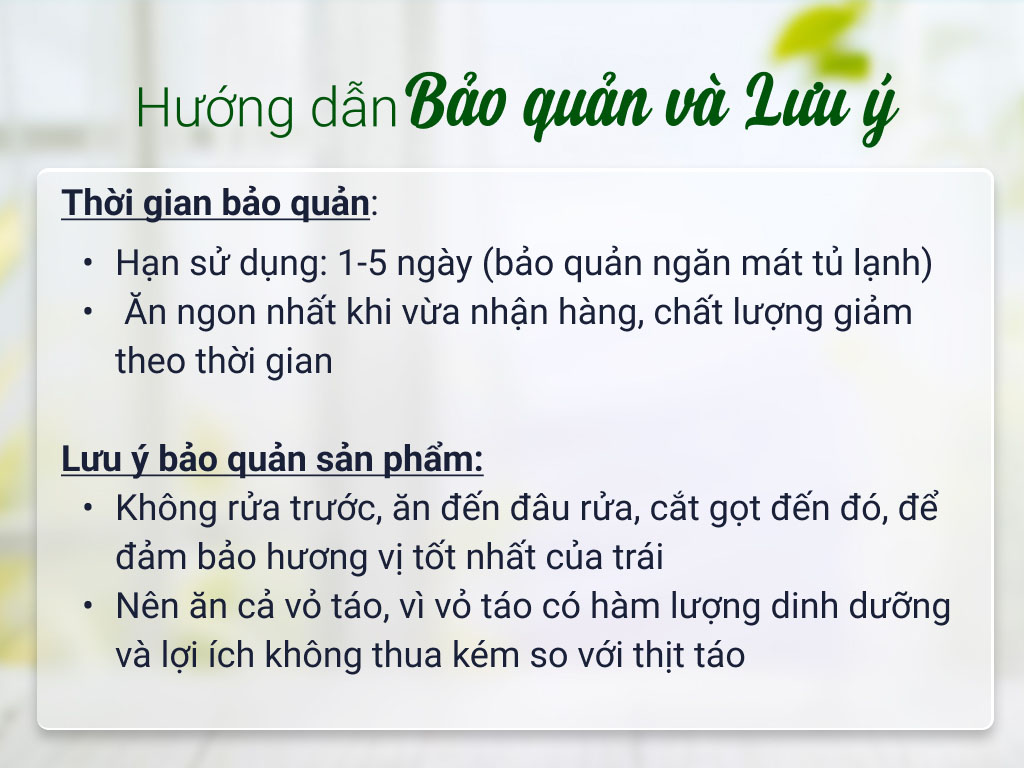 Hướng dẫn Bảo quản và Lưu ý
Thời gian bảo quản:
• Hạn sử dụng: 1-5 ngày (bảo quản ngăn mát tủ lạnh)
• Ăn ngon nhất khi vừa nhận hàng, chất lượng giảm
theo thời gian
Lưu ý bảo quản sản phẩm:
• Không rửa trước, ăn đến đâu rửa, cắt gọt đến đó, để
đảm bảo hương vị tốt nhất của trái
• Nên ăn cả vỏ táo, vì vỏ táo có hàm lượng dinh dưỡng
và lợi ích không thua kém so với thịt táo